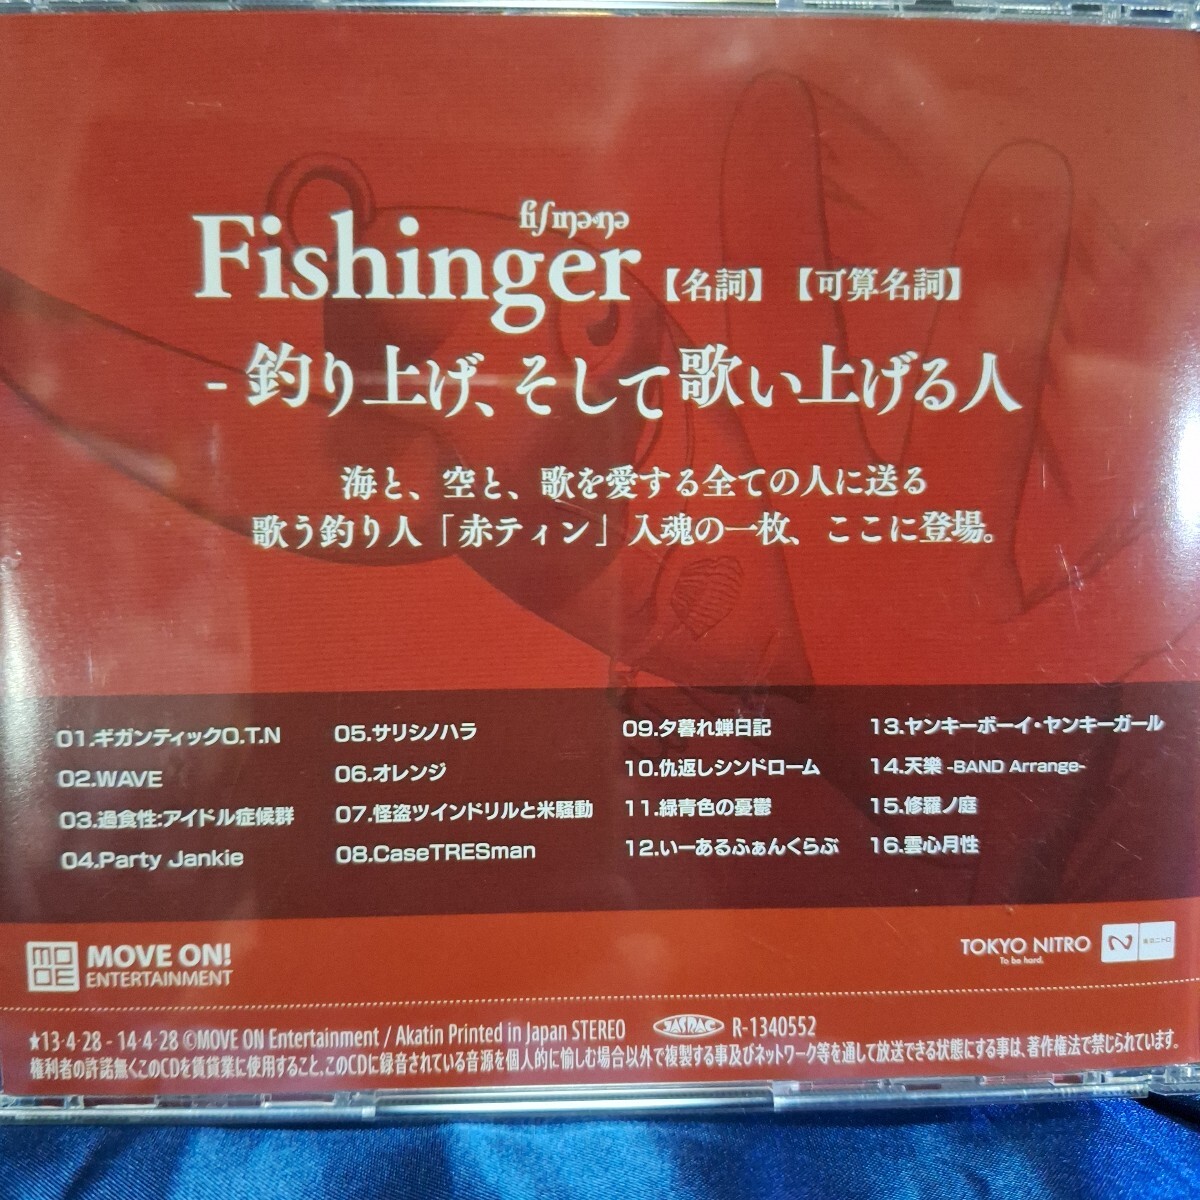 fiʃɪŋə·ŋə
Fishinger【名詞】【可算名詞】
- 釣り上げ、そして歌い上げる人
海と、空と、歌を愛する全ての人に送る
歌う釣り人「赤ティン」入魂の一枚、ここに登場。
01.ギガンティックO.T.N
02.WAVE
03.過食性:アイドル症候群
04.Party Jankie
05.サリシノハラ
06.オレンジ
07.怪盗ツインドリルと米騒動
08.CaseTRESman
09.夕暮れ蝉日記
10.仇返しシンドローム
11.緑青色の憂鬱
12.いーあるふぁんくらぶ
13.ヤンキーボーイ・ヤンキーガール
14.天樂 -BAND Arrange-
15.修羅ノ庭
16.雲心月性
MOOE
MOVE ON!
ENTERTAINMENT
TOKYO NITRO
To be hard.
東京ニトロ
★13·4·28 - 14·4·28 ©MOVE ON Entertainment / Akatin Printed in Japan STEREO JASRAC R-1340552
権利者の許諾無くこのCDを賃貸業に使用すること、このCDに録音されている音源を個人的に愉しむ場合以外で複製する事及びネットワーク等を通して放送できる状態にする事は、著作権法で禁じられています。